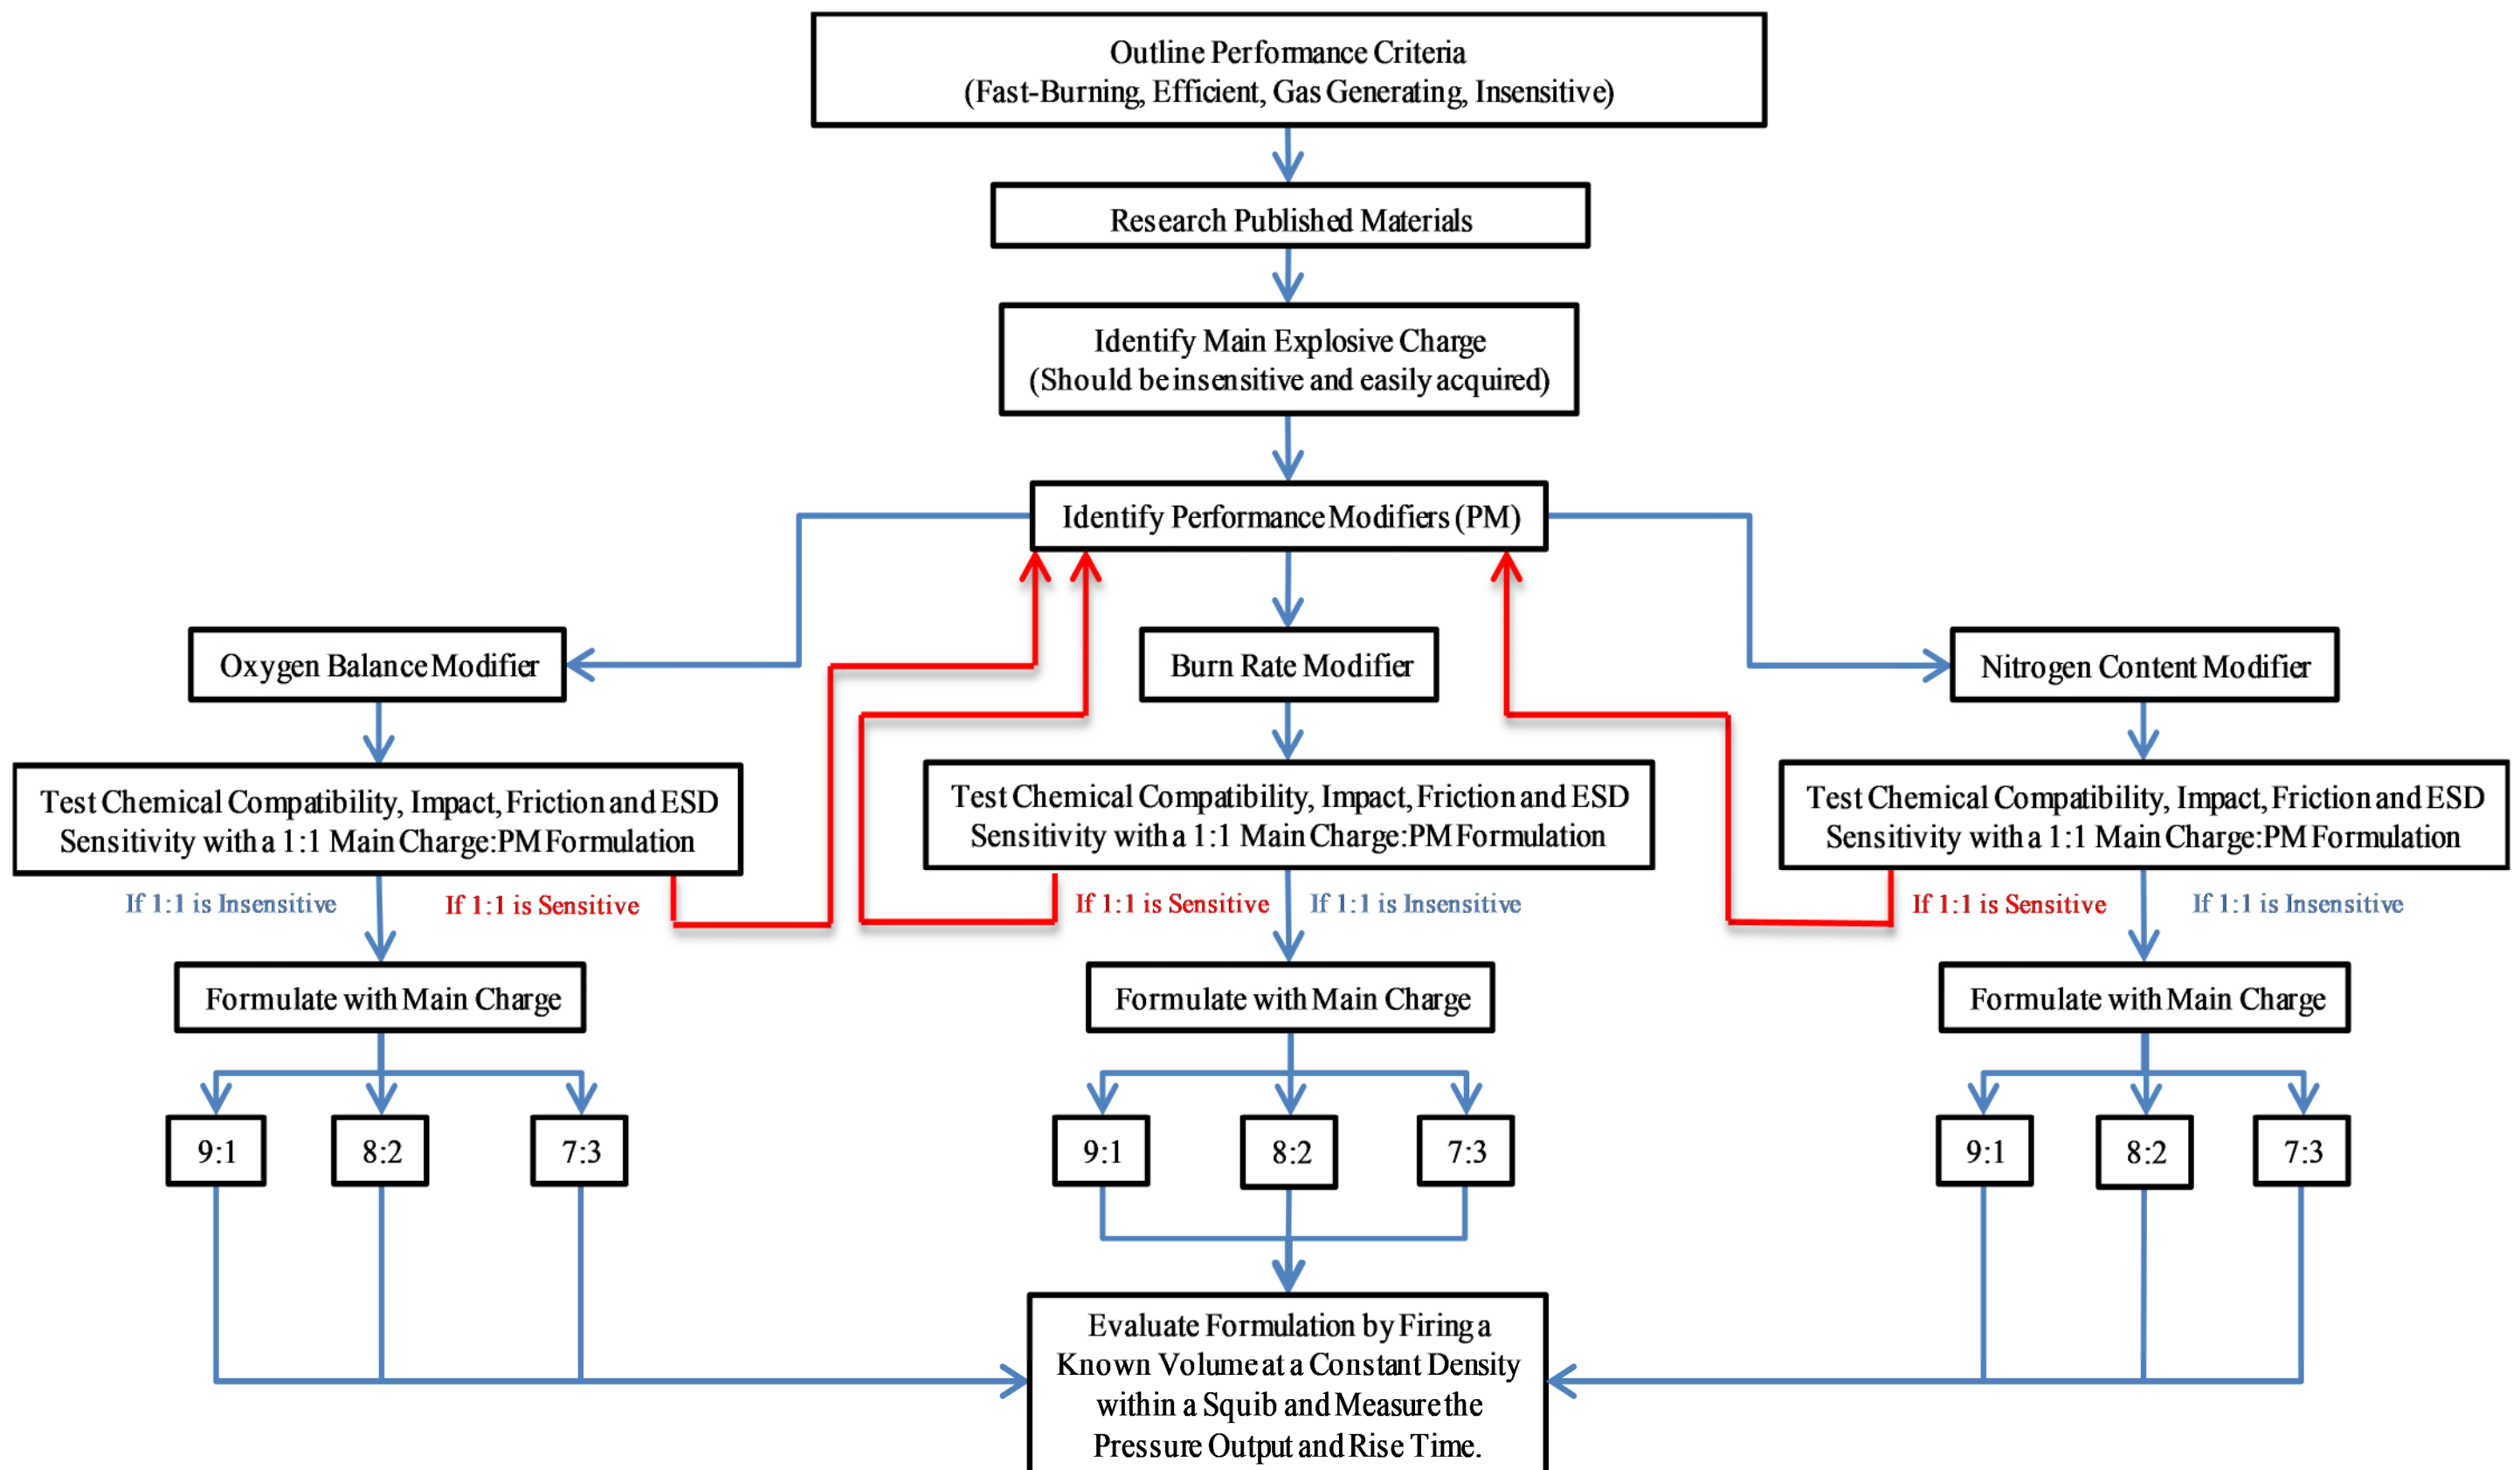 Outline Performance Criteria
(Fast-Burning, Efficient, Gas Generating, Insensitive)
Research Published Materials
Identify Main Explosive Charge
(Should be insensitive and easily acquired)
Identify Performance Modifiers (PM)
Oxygen Balance Modifier
Burn Rate Modifier
Nitrogen Content Modifier
Test Chemical Compatibility, Impact, Friction and ESD
Sensitivity with a 1:1 Main Charge:PM Formulation
Test Chemical Compatibility, Impact, Friction and ESD
Sensitivity with a 1:1 Main Charge:PM Formulation
Test Chemical Compatibility, Impact, Friction and ESD
Sensitivity with a 1:1 Main Charge:PM Formulation
If 1:1 is Insensitive
If 1:1 is Sensitive
If 1:1 is Sensitive
If 1:1 is Insensitive
If 1:1 is Sensitive
If 1:1 is Insensitive
Formulate with Main Charge
Formulate with Main Charge
Formulate with Main Charge
9:1
8:2
7:3
9:1
8:2
7:3
9:1
8:2
7:3
Evaluate Formulation by Firing a
Known Volume at a Constant Density
within a Squib and Measure the
Pressure Output and Rise Time.